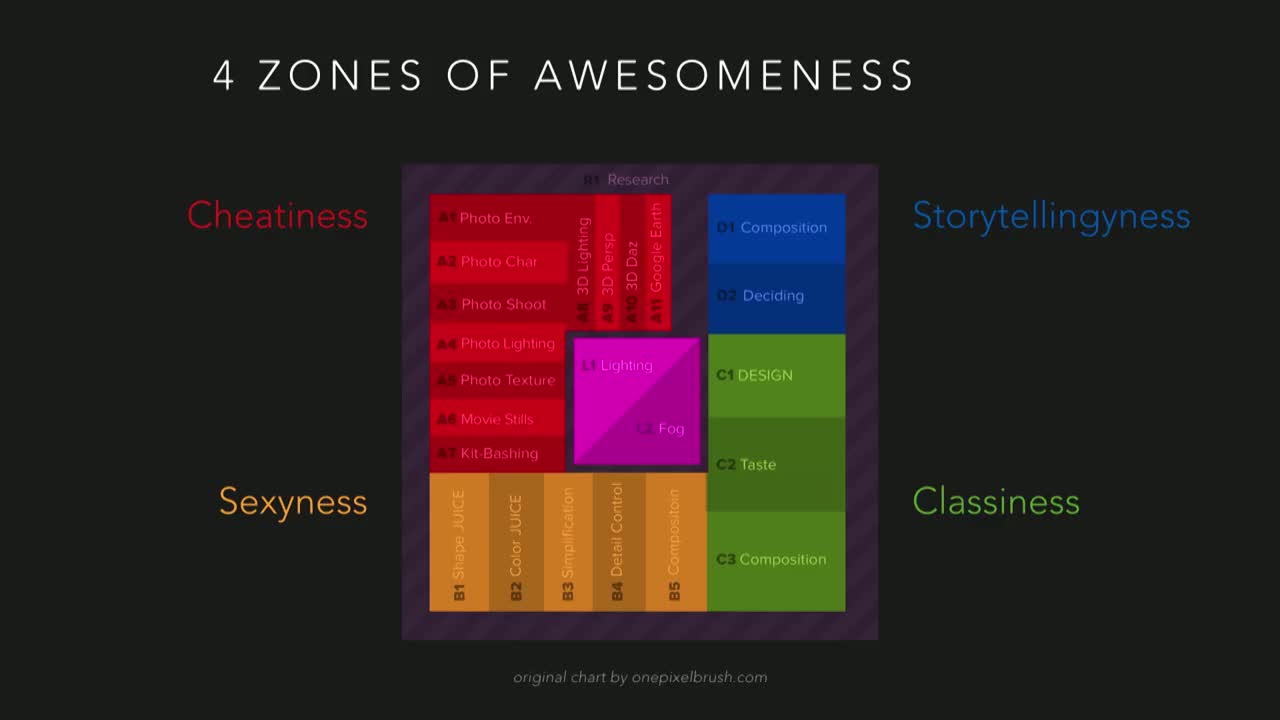 4 ZONES OF AWESOMENESS
R1 Research
Cheatiness
Storytellingyness
A1 Photo Env.
A2 Photo Char
A3 Photo Shoot
A4 Photo Lighting
A5 Photo Texture
A6 Movie Stills
A7 Kit-Bashing
A8 3D Lighting
A9 3D Persp
A10 3D Daz
A11 Google Earth
D1 Composition
D2 Deciding
L1 Lighting
L2 Fog
C1 DESIGN
C2 Taste
C3 Composition
Sexyness
Classiness
B1 Shape JUICE
B2 Color JUICE
B3 Simplification
B4 Detail Control
B5 Compositoin
original chart by onepixelbrush.com